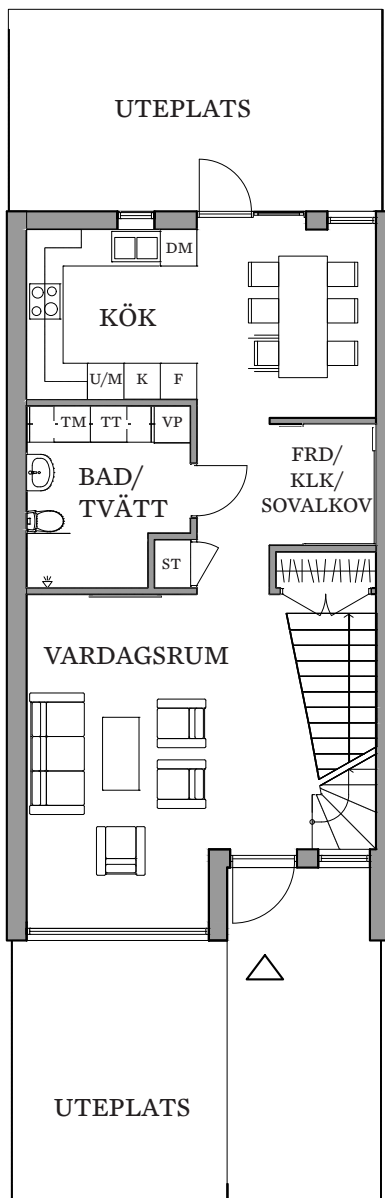 UTEPLATS
DM
KÖK
U/M K F
TM TT VP
BAD/
TVÄTT
FRD/
KLK/
SOVALKOV
ST
VARDAGSRUM
UTEPLATS